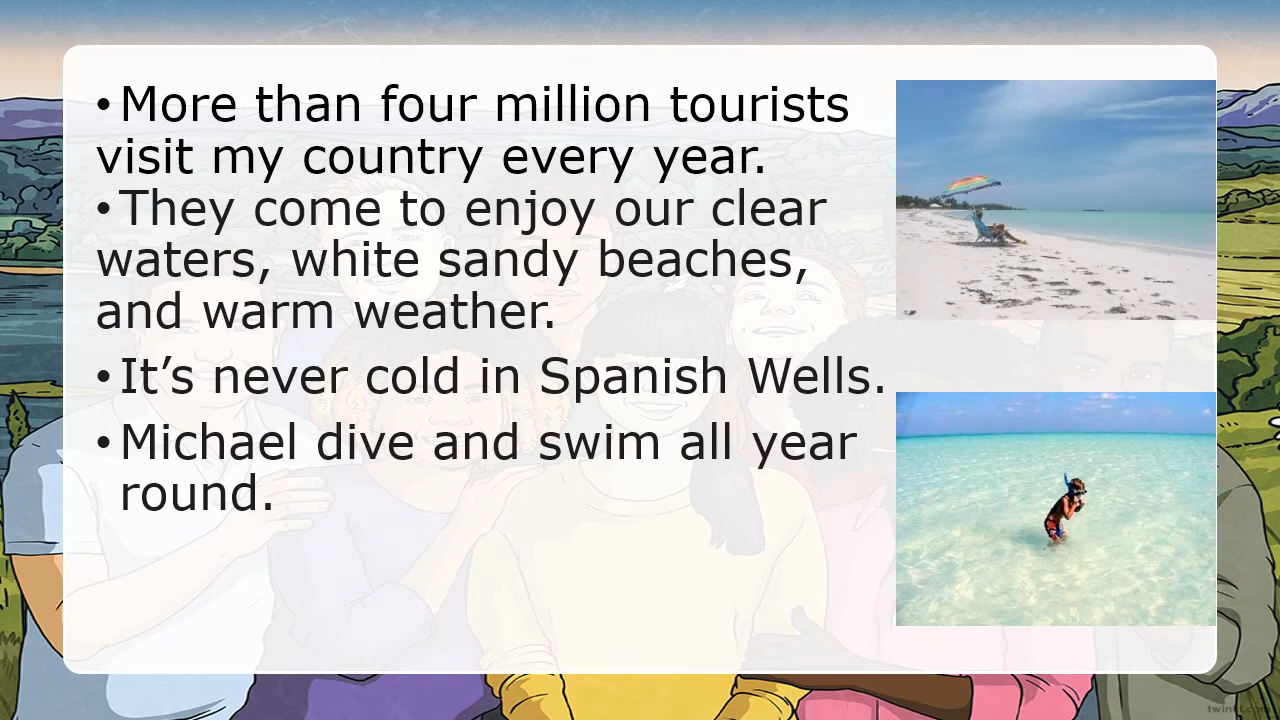 • More than four million tourists
visit my country every year.
• They come to enjoy our clear
waters, white sandy beaches,
and warm weather.
• It’s never cold in Spanish Wells.
• Michael dive and swim all year
round.